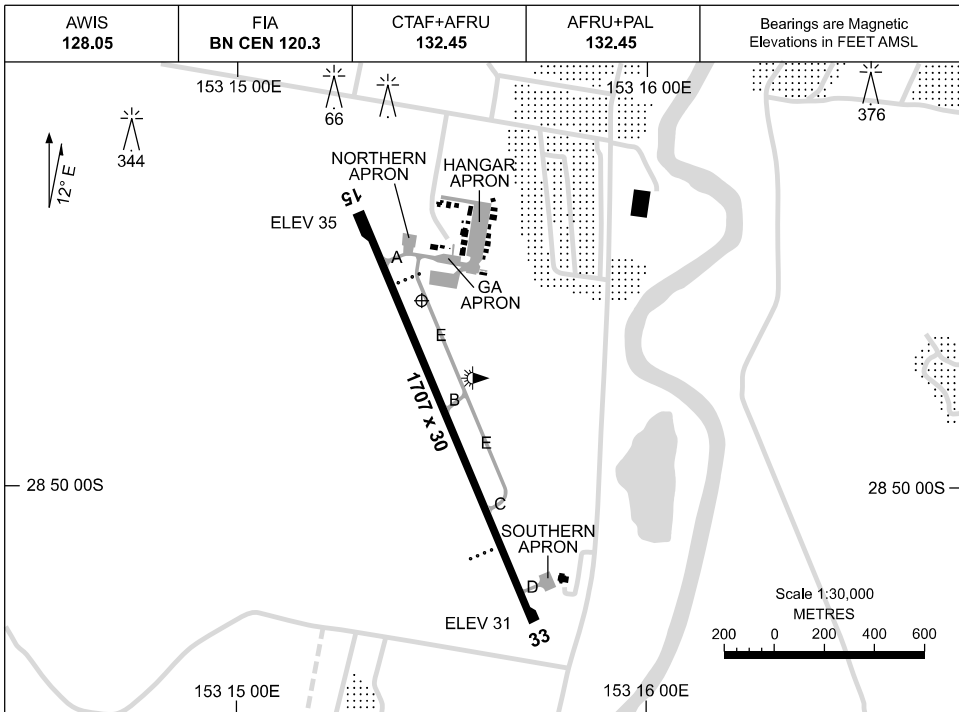 AWIS
128.05
FIA
BN CEN 120.3
CTAF+AFRU
132.45
AFRU+PAL
132.45
Bearings are Magnetic
Elevations in FEET AMSL
153 15 00E
153 16 00E
66
376
344
12° E
NORTHERN
APRON
HANGAR
APRON
15
ELEV 35
A
GA
APRON
E
B
1707 x 30
E
28 50 00S
28 50 00S
C
SOUTHERN
APRON
D
ELEV 31
33
Scale 1:30,000
METRES
200 0 200 400 600
153 15 00E
153 16 00E